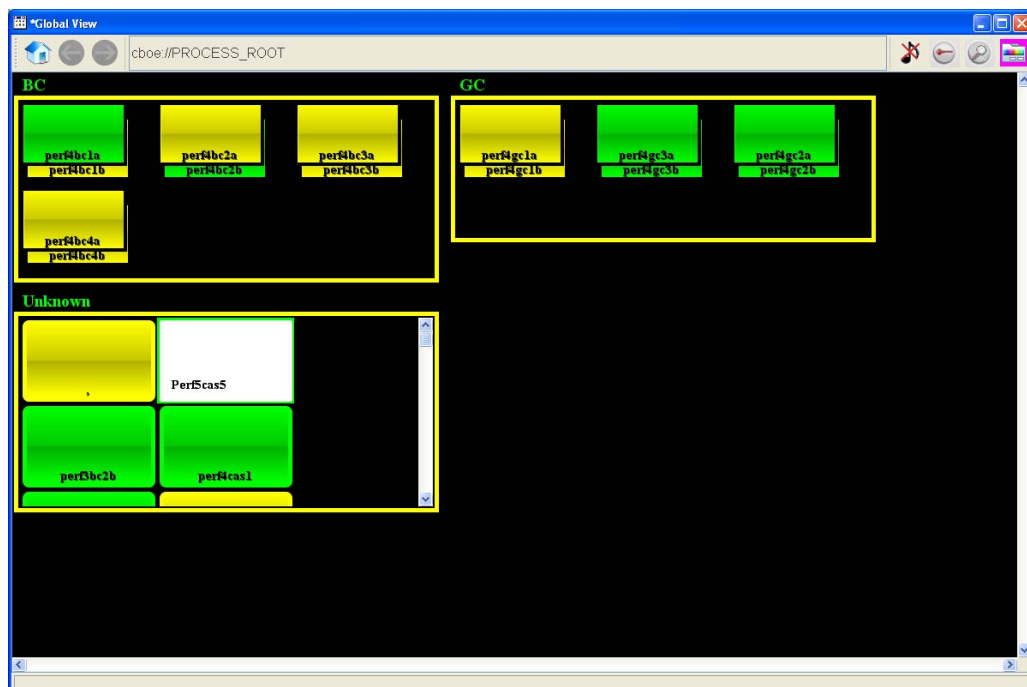 *Global View
cboe://PROCESS_ROOT
BC
perf4bc1a
perf4bc1b
perf4bc2a
perf4bc2b
perf4bc3a
perf4bc3b
perf4bc4a
perf4bc4b
GC
perf4gc1a
perf4gc1b
perf4gc3a
perf4gc3b
perf4gc2a
perf4gc2b
Unknown
,
Perf5cas5
perf3bc2b
perf4cas1